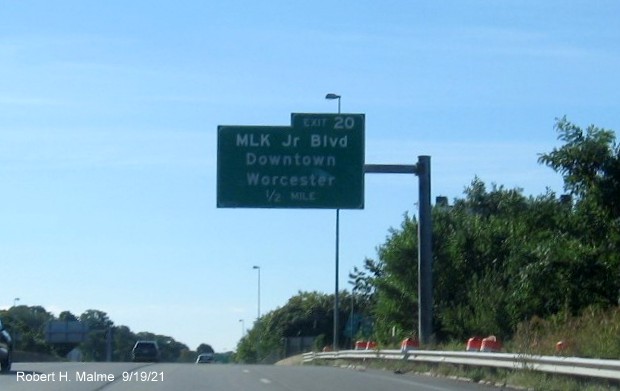 EXIT 20
MLK Jr Blvd
Downtown
Worcester
1/2 MILE
Robert H. Malme 9/19/21